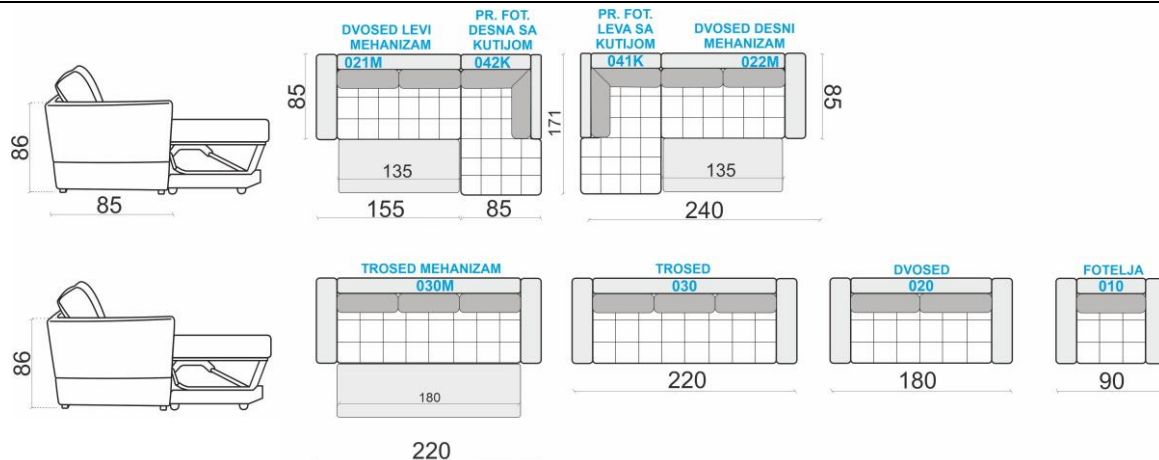 DVOSED LEVI
MEHANIZAM
021M
PR. FOT.
DESNA SA
KUTIJOM
042K
PR. FOT.
LEVA SA
KUTIJOM
041K
DVOSED DESNI
MEHANIZAM
022M
86
85
85
135
155
85
171
135
240
85
86
TROSED MEHANIZAM
030M
180
220
TROSED
030
220
DVOSED
020
180
FOTELJA
010
90